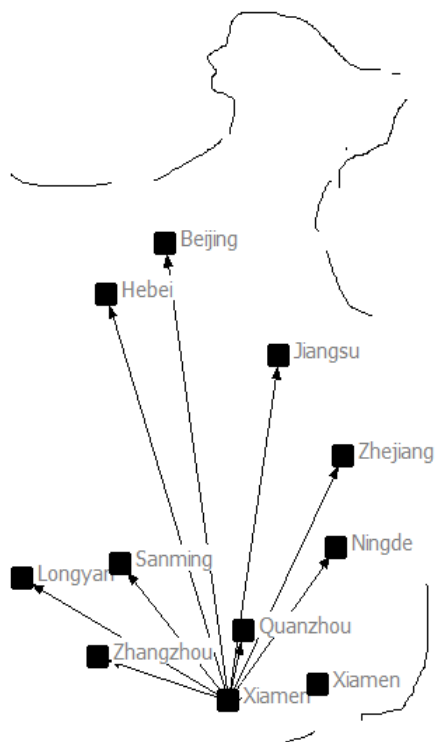 Beijing
Hebei
Jiangsu
Zhejiang
Ningde
Sanming
Longyan
Quanzhou
Zhangzhou
Xiamen
Xiamen